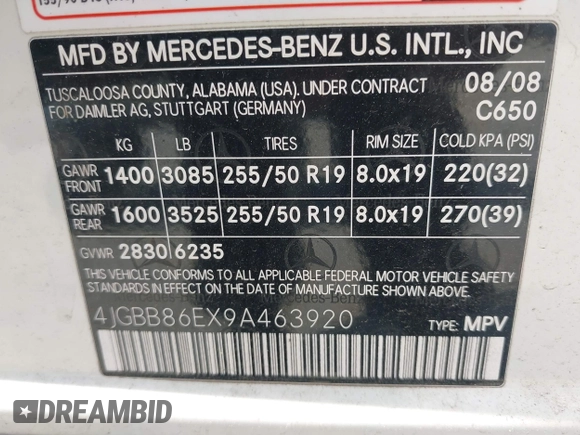 MFD BY MERCEDES-BENZ U.S. INTL., INC
TUSCALOOSA COUNTY, ALABAMA (USA). UNDER CONTRACT 08/08
FOR DAIMLER AG, STUTTGART (GERMANY) C650
KG LB TIRES RIM SIZE COLD KPA (PSI)
GAWR FRONT 1400 3085 255/50 R19 8.0x19 220(32)
GAWR REAR 1600 3525 255/50 R19 8.0x19 270(39)
GVWR 2830 6235
THIS VEHICLE CONFORMS TO ALL APPLICABLE FEDERAL MOTOR VEHICLE SAFETY
STANDARDS IN EFFECT ON THE DATE OF MANUFACTURE SHOWN ABOVE.
4JGBB86EX9A463920 TYPE: MPV
DREAMBID